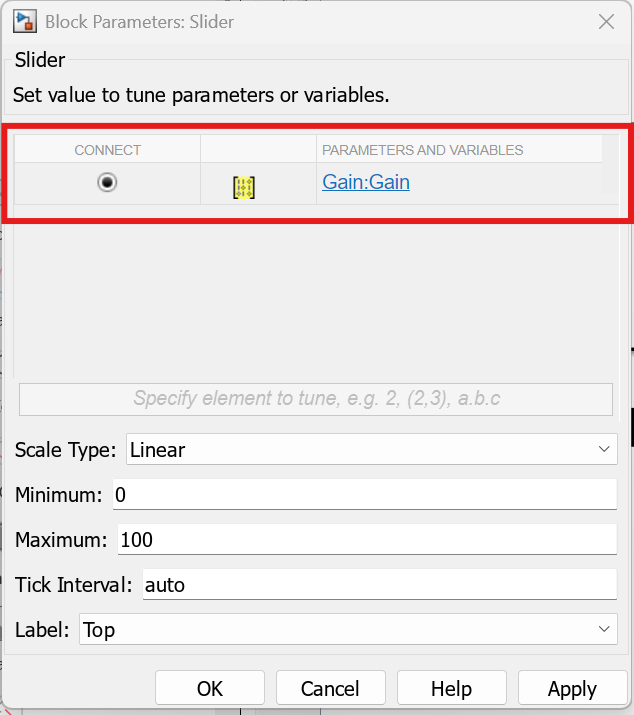 Block Parameters: Slider
Slider
Set value to tune parameters or variables.
CONNECT PARAMETERS AND VARIABLES
Gain:Gain
Specify element to tune, e.g. 2, (2,3), a.b.c
Scale Type: Linear
Minimum: 0
Maximum: 100
Tick Interval: auto
Label: Top
OK Cancel Help Apply